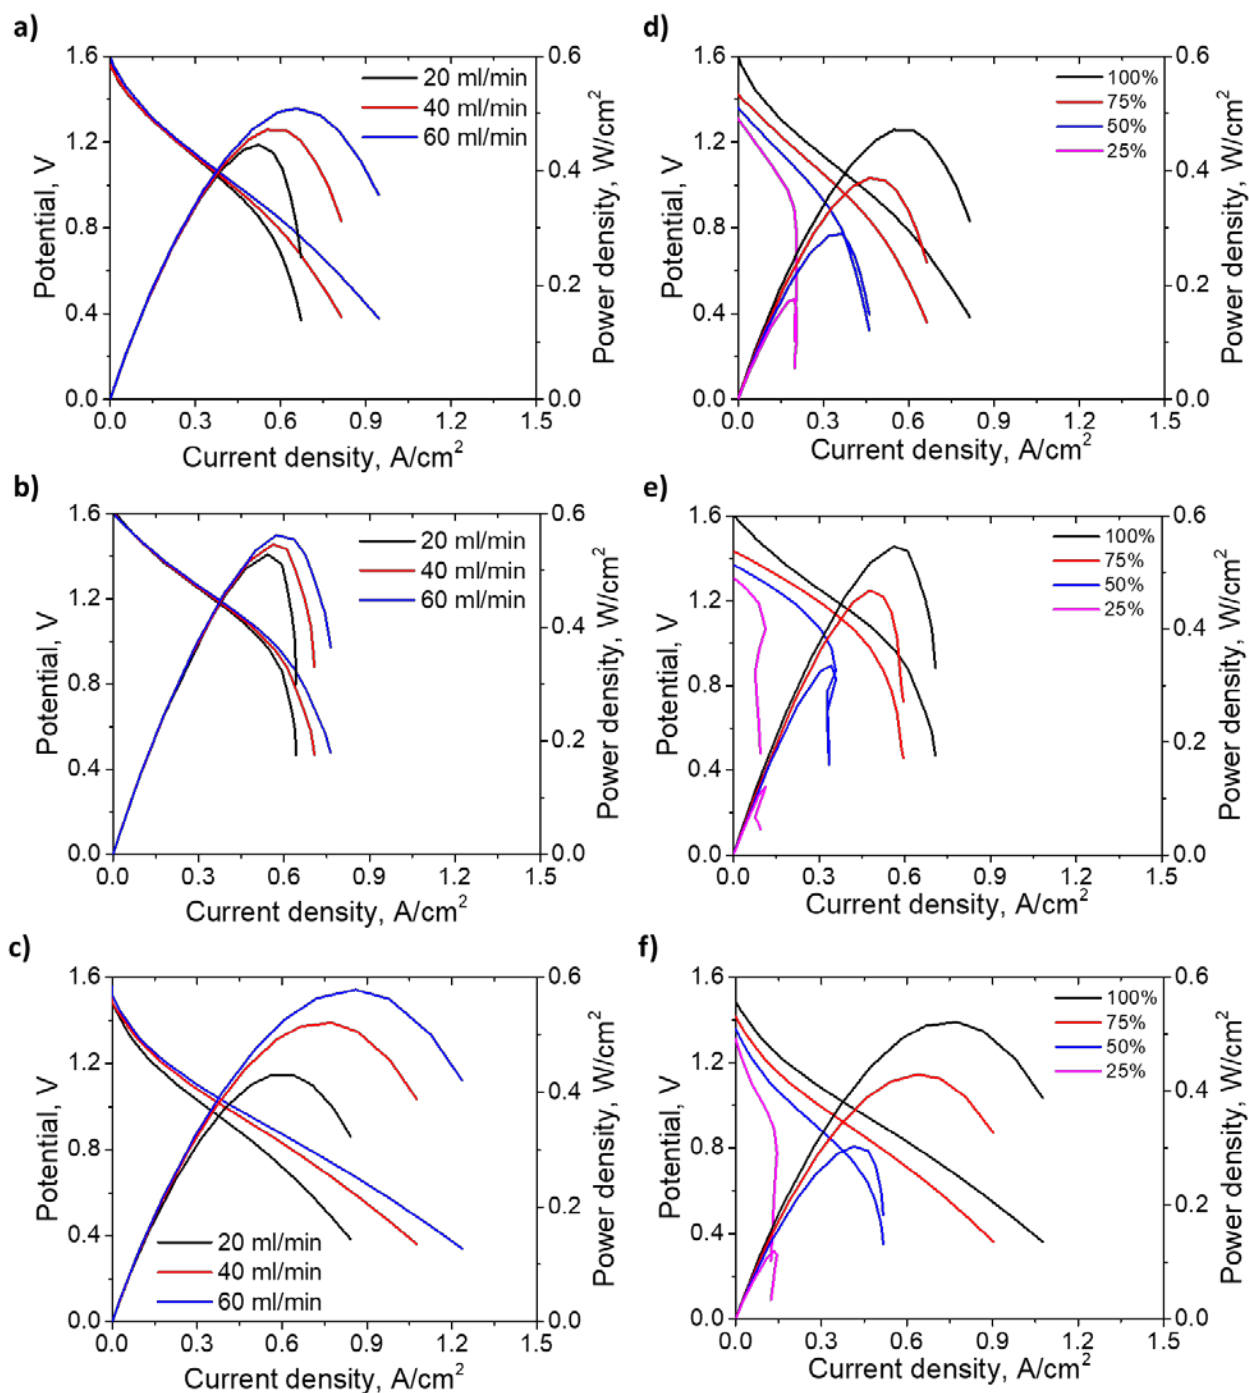 a)
1.6
1.2
0.8
0.4
0.0
Potential, V
20 ml/min
40 ml/min
60 ml/min
0.6
0.4
0.2
0.0
Power density, W/cm²
0.0 0.3 0.6 0.9 1.2 1.5
Current density, A/cm²
d)
1.6
1.2
0.8
0.4
0.0
Potential, V
100%
75%
50%
25%
0.6
0.4
0.2
0.0
Power density, W/cm²
0.0 0.3 0.6 0.9 1.2 1.5
Current density, A/cm²
b)
1.6
1.2
0.8
0.4
0.0
Potential, V
20 ml/min
40 ml/min
60 ml/min
0.6
0.4
0.2
0.0
Power density, W/cm²
0.0 0.3 0.6 0.9 1.2 1.5
Current density, A/cm²
e)
1.6
1.2
0.8
0.4
0.0
Potential, V
100%
75%
50%
25%
0.6
0.4
0.2
0.0
Power density, W/cm²
0.0 0.3 0.6 0.9 1.2 1.5
Current density, A/cm²
c)
1.6
1.2
0.8
0.4
0.0
Potential, V
20 ml/min
40 ml/min
60 ml/min
0.6
0.4
0.2
0.0
Power density, W/cm²
0.0 0.3 0.6 0.9 1.2 1.5
Current density, A/cm²
f)
1.6
1.2
0.8
0.4
0.0
Potential, V
100%
75%
50%
25%
0.6
0.4
0.2
0.0
Power density, W/cm²
0.0 0.3 0.6 0.9 1.2 1.5
Current density, A/cm²